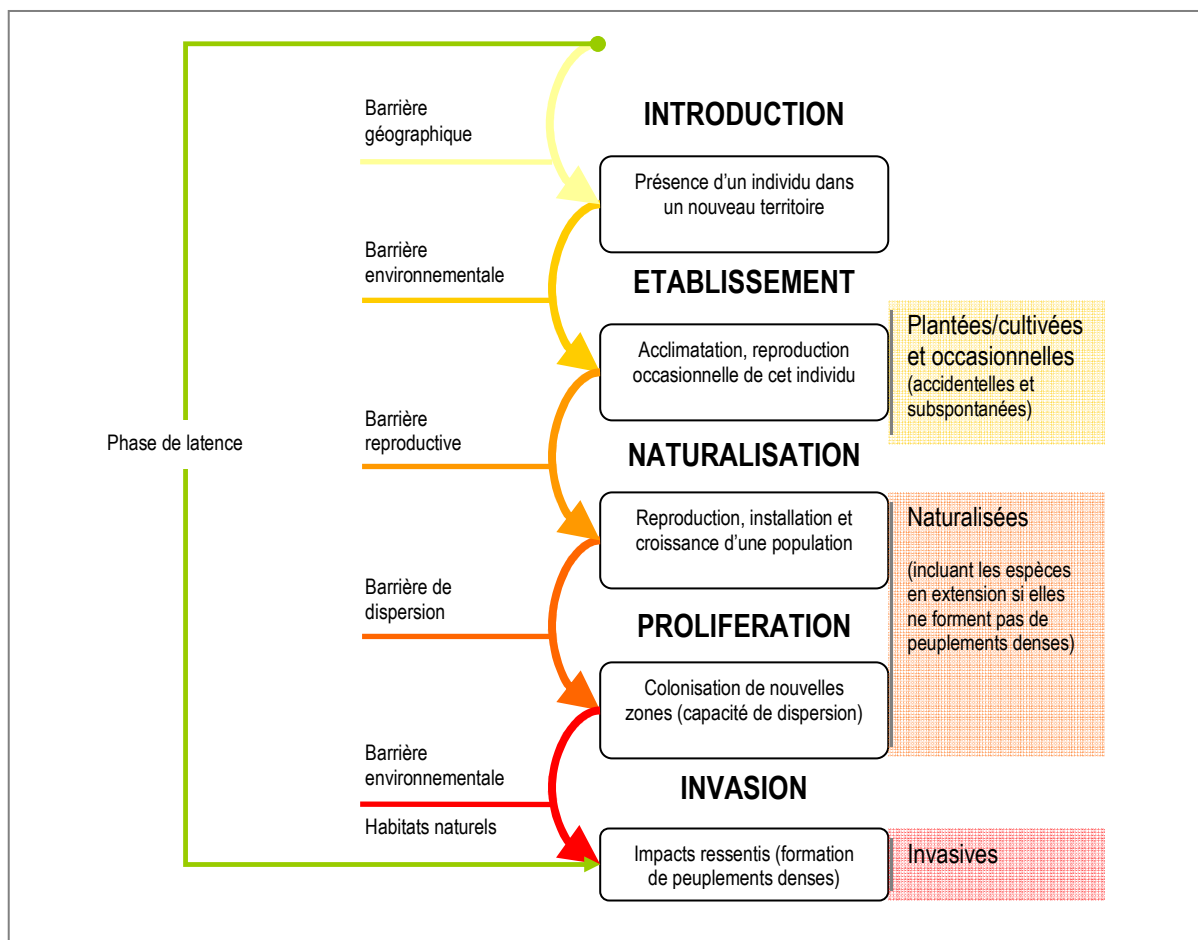 Barrière
géographique
INTRODUCTION
Présence d’un individu dans
un nouveau territoire
Barrière
environnementale
ETABLISSEMENT
Acclimatation, reproduction
occasionnelle de cet individu
Plantées/cultivées
et occasionnelles
(accidentelles et
subspontanées)
Barrière
reproductive
Phase de latence
NATURALISATION
Reproduction, installation et
croissance d’une population
Naturalisées
(incluant les espèces
en extension si elles
ne forment pas de
peuplements denses)
Barrière de
dispersion
PROLIFERATION
Colonisation de nouvelles
zones (capacité de dispersion)
Barrière
environnementale
Habitats naturels
INVASION
Impacts ressentis (formation
de peuplements denses)
Invasives